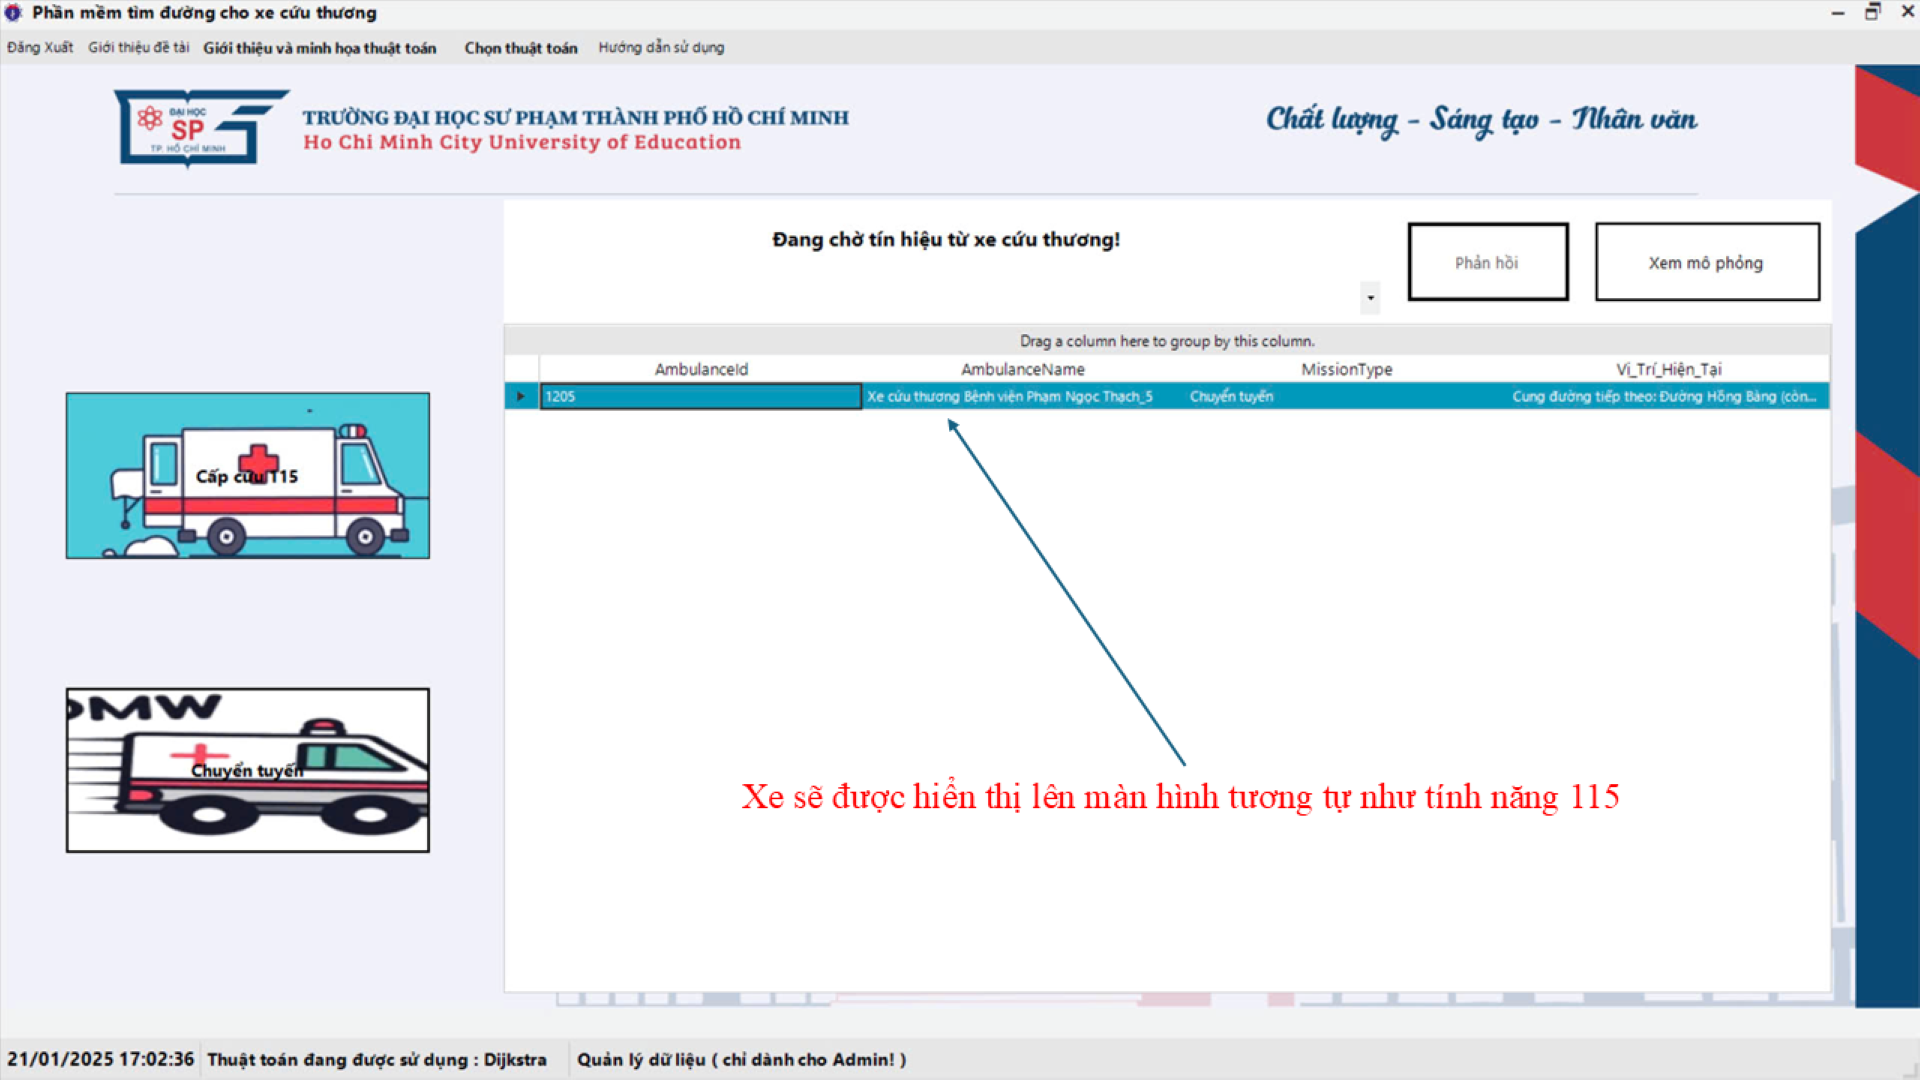 Phần mềm tìm đường cho xe cứu thương
Đăng Xuất Giới thiệu đề tài Giới thiệu và minh họa thuật toán Chọn thuật toán Hướng dẫn sử dụng
ĐẠI HỌC
SP
TP. HỒ CHÍ MINH
TRƯỜNG ĐẠI HỌC SƯ PHẠM THÀNH PHỐ HỒ CHÍ MINH
Ho Chi Minh City University of Education
Chất lượng - Sáng tạo - Nhân văn
Đang chờ tín hiệu từ xe cứu thương!
Phản hồi
Xem mô phỏng
Drag a column here to group by this column.
AmbulanceId AmbulanceName MissionType Vị_Trí_Hiện_Tại
1205 Xe cứu thương Bệnh viện Phạm Ngọc Thạch_5 Chuyển tuyến Cung đường tiếp theo: Đường Hồng Bàng (còn...
Cấp cứu 115
OMW
Chuyển tuyến
Xe sẽ được hiển thị lên màn hình tương tự như tính năng 115
21/01/2025 17:02:36 Thuật toán đang được sử dụng : Dijkstra Quản lý dữ liệu ( chỉ dành cho Admin! )